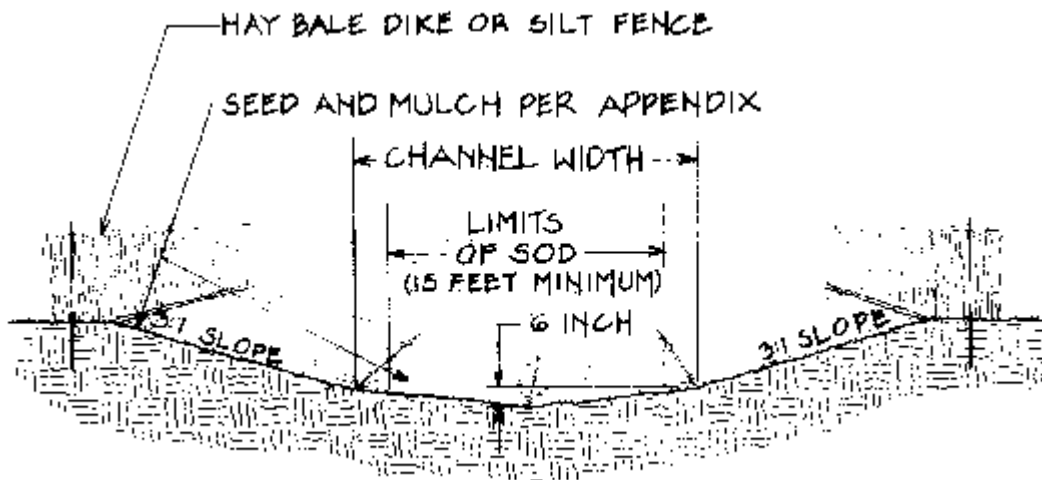 HAY BALE DIKE OR SILT FENCE
SEED AND MULCH PER APPENDIX
CHANNEL WIDTH
LIMITS
OF SOD
(15 FEET MINIMUM)
6 INCH
3:1 SLOPE
3:1 SLOPE